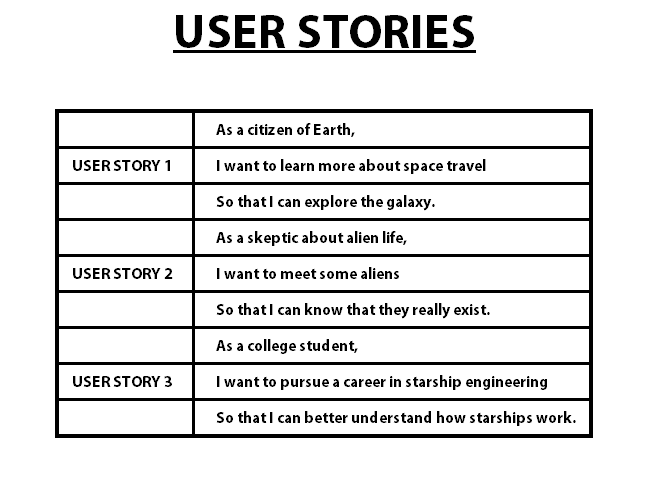 USER STORIES
As a citizen of Earth,
USER STORY 1 I want to learn more about space travel
So that I can explore the galaxy.
As a skeptic about alien life,
USER STORY 2 I want to meet some aliens
So that I can know that they really exist.
As a college student,
USER STORY 3 I want to pursue a career in starship engineering
So that I can better understand how starships work.